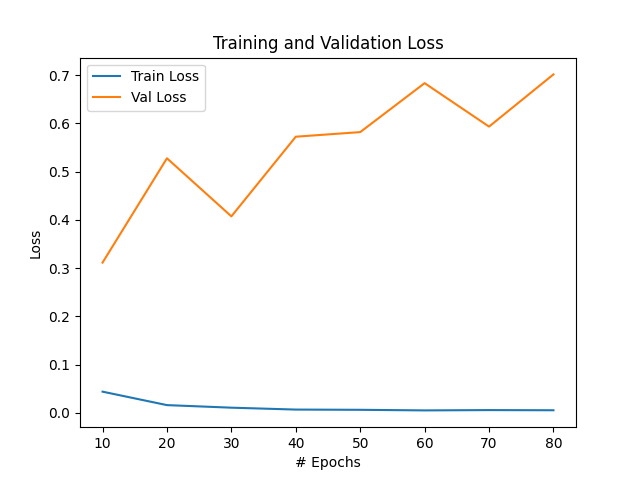 Training and Validation Loss
Train Loss
Val Loss
0.7
0.6
0.5
0.4
0.3
0.2
0.1
0.0
Loss
10 20 30 40 50 60 70 80
# Epochs